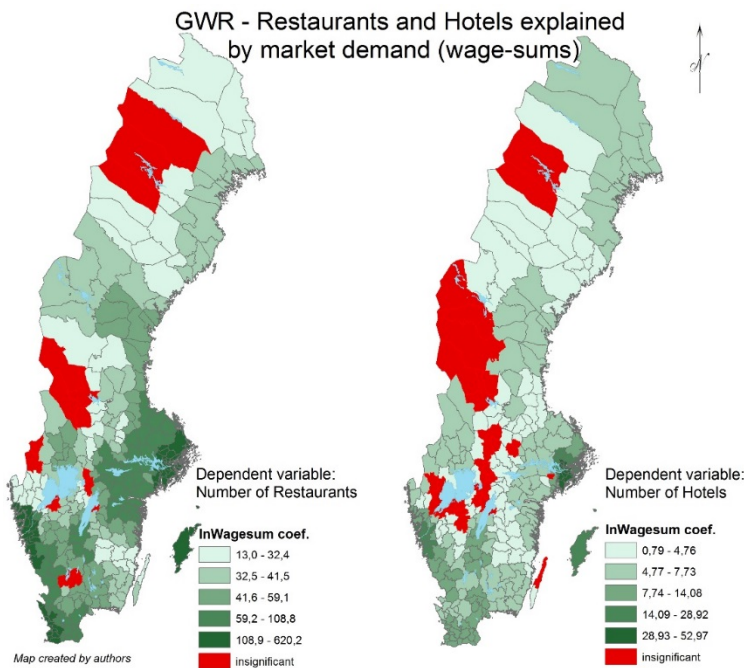 GWR - Restaurants and Hotels explained
by market demand (wage-sums)
N
Dependent variable:
Number of Restaurants
lnWagesum coef.
13,0 - 32,4
32,5 - 41,5
41,6 - 59,1
59,2 - 108,8
108,9 - 620,2
insignificant
Map created by authors
Dependent variable:
Number of Hotels
lnWagesum coef.
0,79 - 4,76
4,77 - 7,73
7,74 - 14,08
14,09 - 28,92
28,93 - 52,97
insignificant